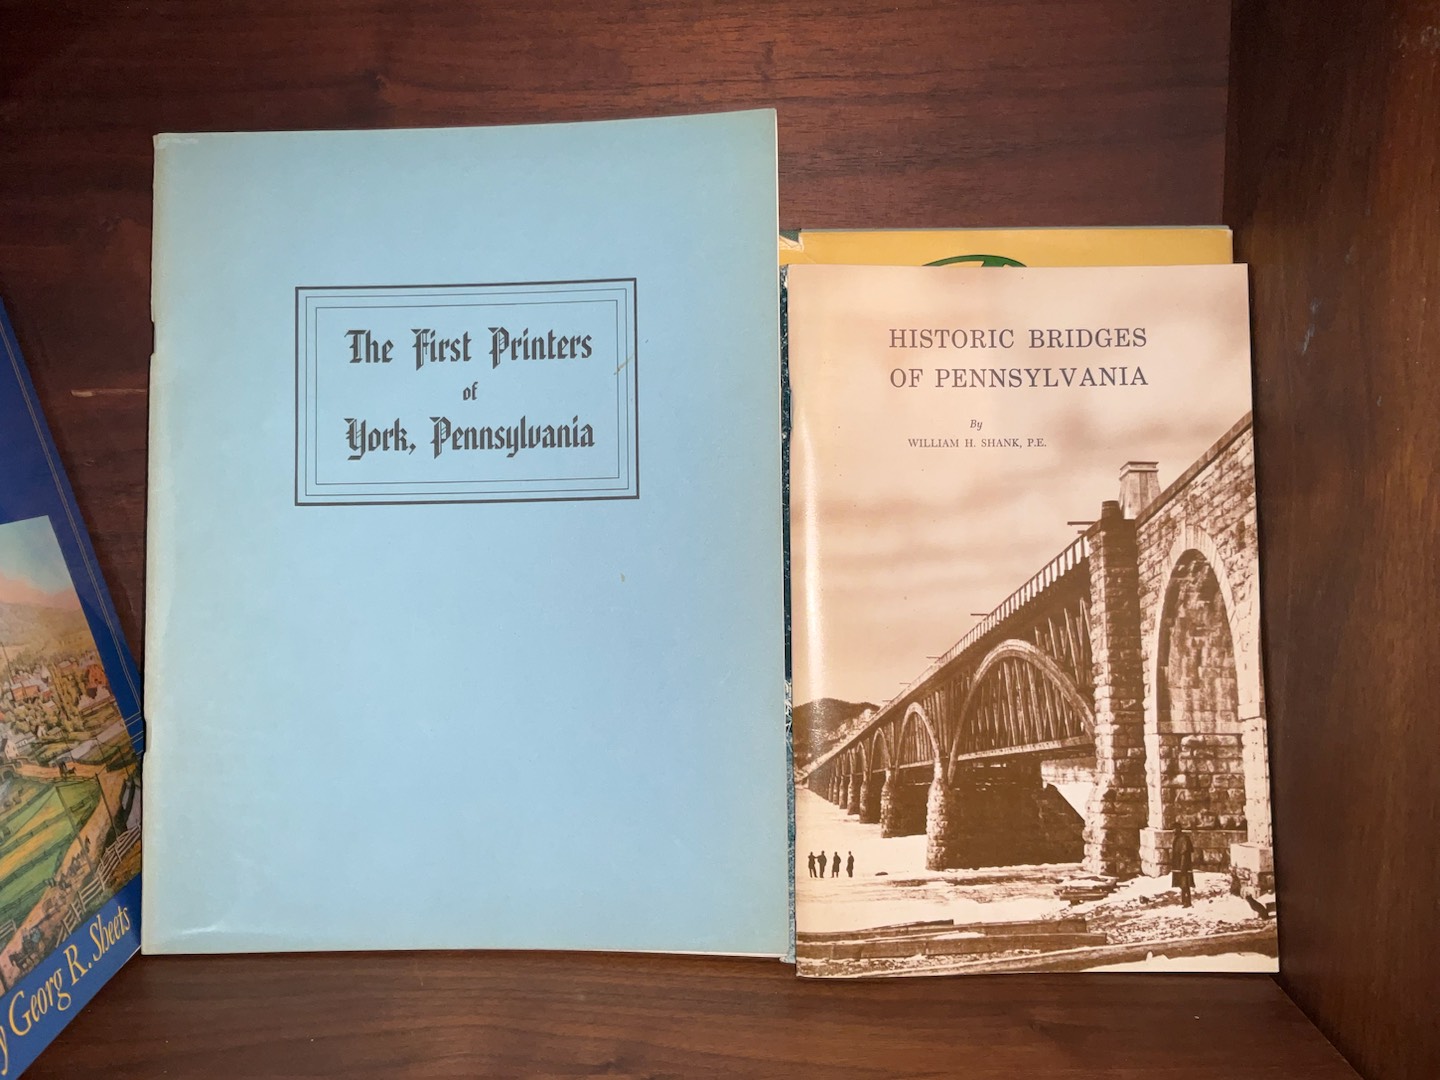 The First Printers
of
York, Pennsylvania
HISTORIC BRIDGES
OF PENNSYLVANIA
By
WILLIAM H. SHANK, P.E.
Georg R. Sheets